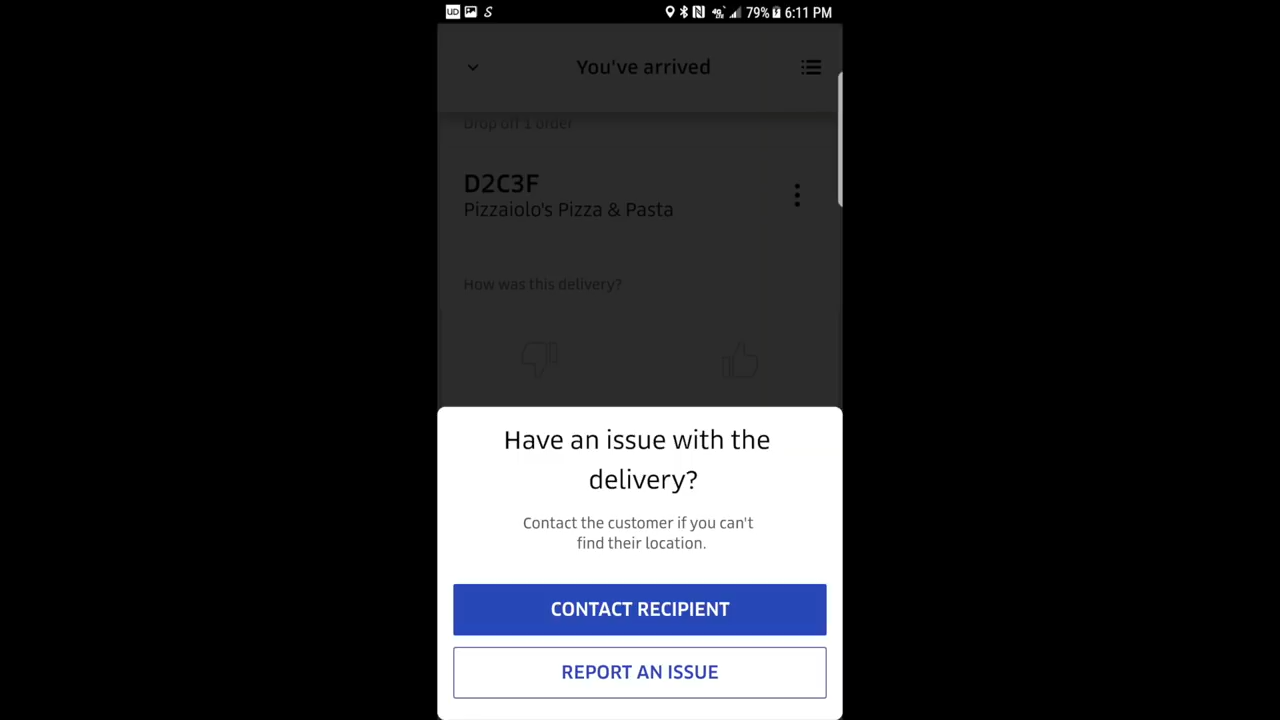 UD S 4G 79% 6:11 PM
You've arrived
Drop off 1 order
D2C3F
Pizzaiolo's Pizza & Pasta
How was this delivery?
Have an issue with the
delivery?
Contact the customer if you can't
find their location.
CONTACT RECIPIENT
REPORT AN ISSUE